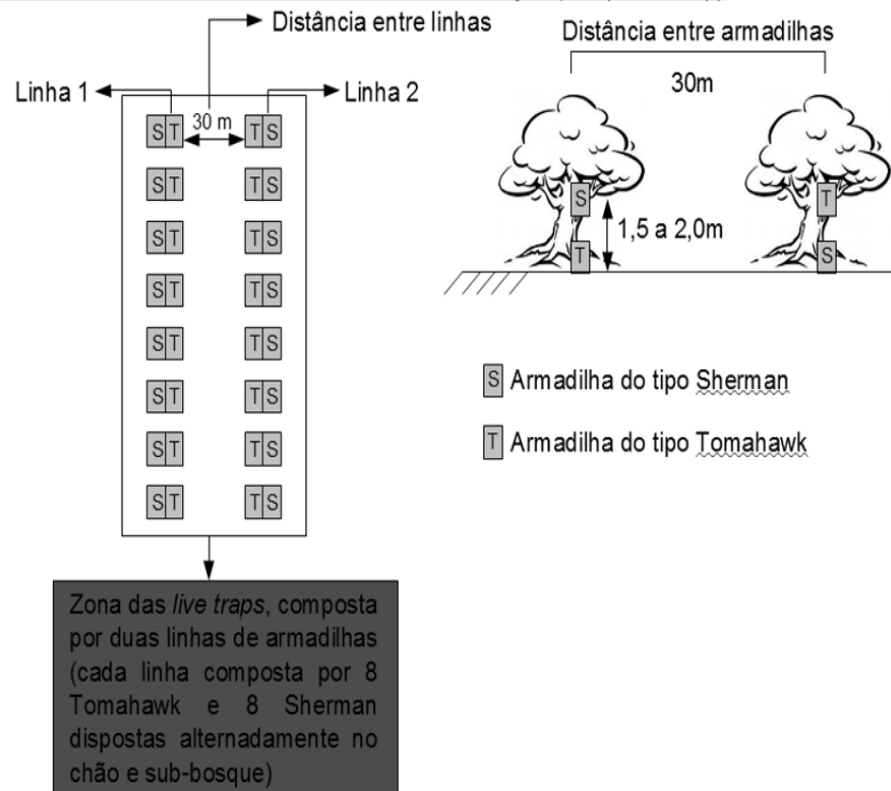 Distância entre linhas
Linha 1
Linha 2
30 m
S T T S
S T T S
S T T S
S T T S
S T T S
S T T S
S T T S
S T T S
Zona das live traps, composta
por duas linhas de armadilhas
(cada linha composta por 8
Tomahawk e 8 Sherman
dispostas alternadamente no
chão e sub-bosque)
Distância entre armadilhas
30m
S
T
1,5 a 2,0m
T
S
S Armadilha do tipo Sherman
T Armadilha do tipo Tomahawk